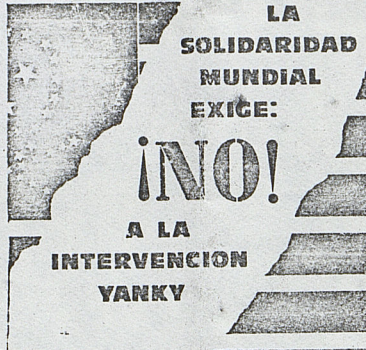 LA
SOLIDARIDAD
MUNDIAL
EXIGE:
¡NO!
A LA
INTERVENCION
YANKY